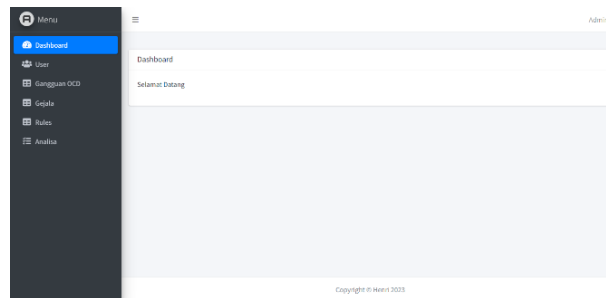 Menu
Dashboard
User
Gangguan OCD
Gejala
Rules
Analisa
Dashboard
Selamat Datang
Copyright © Henri 2023